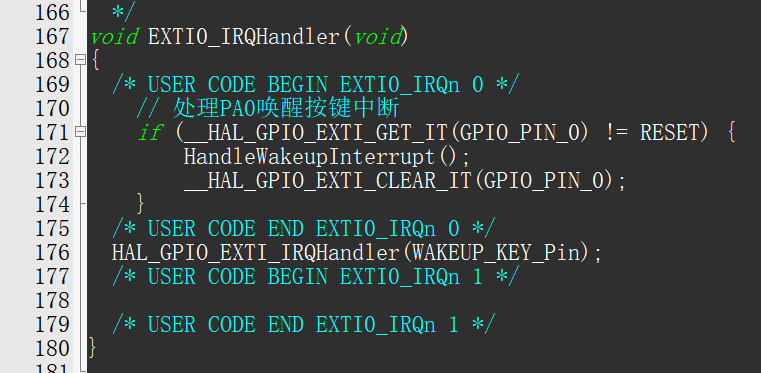 166 */
167 void EXTI0_IRQHandler(void)
168 {
169 /* USER CODE BEGIN EXTI0_IRQn 0 */
170 // 处理PA0唤醒按键中断
171 if (__HAL_GPIO_EXTI_GET_IT(GPIO_PIN_0) != RESET) {
172 HandleWakeupInterrupt();
173 __HAL_GPIO_EXTI_CLEAR_IT(GPIO_PIN_0);
174 }
175 /* USER CODE END EXTI0_IRQn 0 */
176 HAL_GPIO_EXTI_IRQHandler(WAKEUP_KEY_Pin);
177 /* USER CODE BEGIN EXTI0_IRQn 1 */
178
179 /* USER CODE END EXTI0_IRQn 1 */
180 }
181